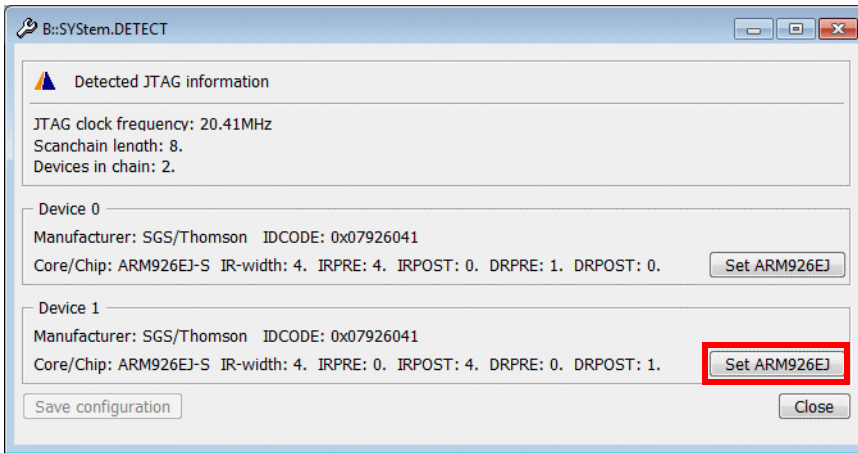 B::SYStem.DETECT
Detected JTAG information
JTAG clock frequency: 20.41MHz
Scanchain length: 8.
Devices in chain: 2.
Device 0
Manufacturer: SGS/Thomson IDCODE: 0x07926041
Core/Chip: ARM926EJ-S IR-width: 4. IRPRE: 4. IRPOST: 0. DRPRE: 1. DRPOST: 0. Set ARM926EJ
Device 1
Manufacturer: SGS/Thomson IDCODE: 0x07926041
Core/Chip: ARM926EJ-S IR-width: 4. IRPRE: 0. IRPOST: 4. DRPRE: 0. DRPOST: 1. Set ARM926EJ
Save configuration Close